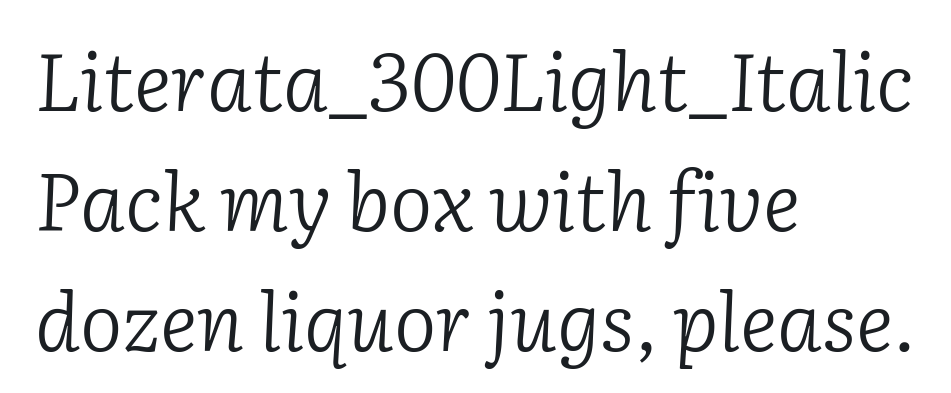 Literata_300Light_Italic
Pack my box with five
dozen liquor jugs, please.